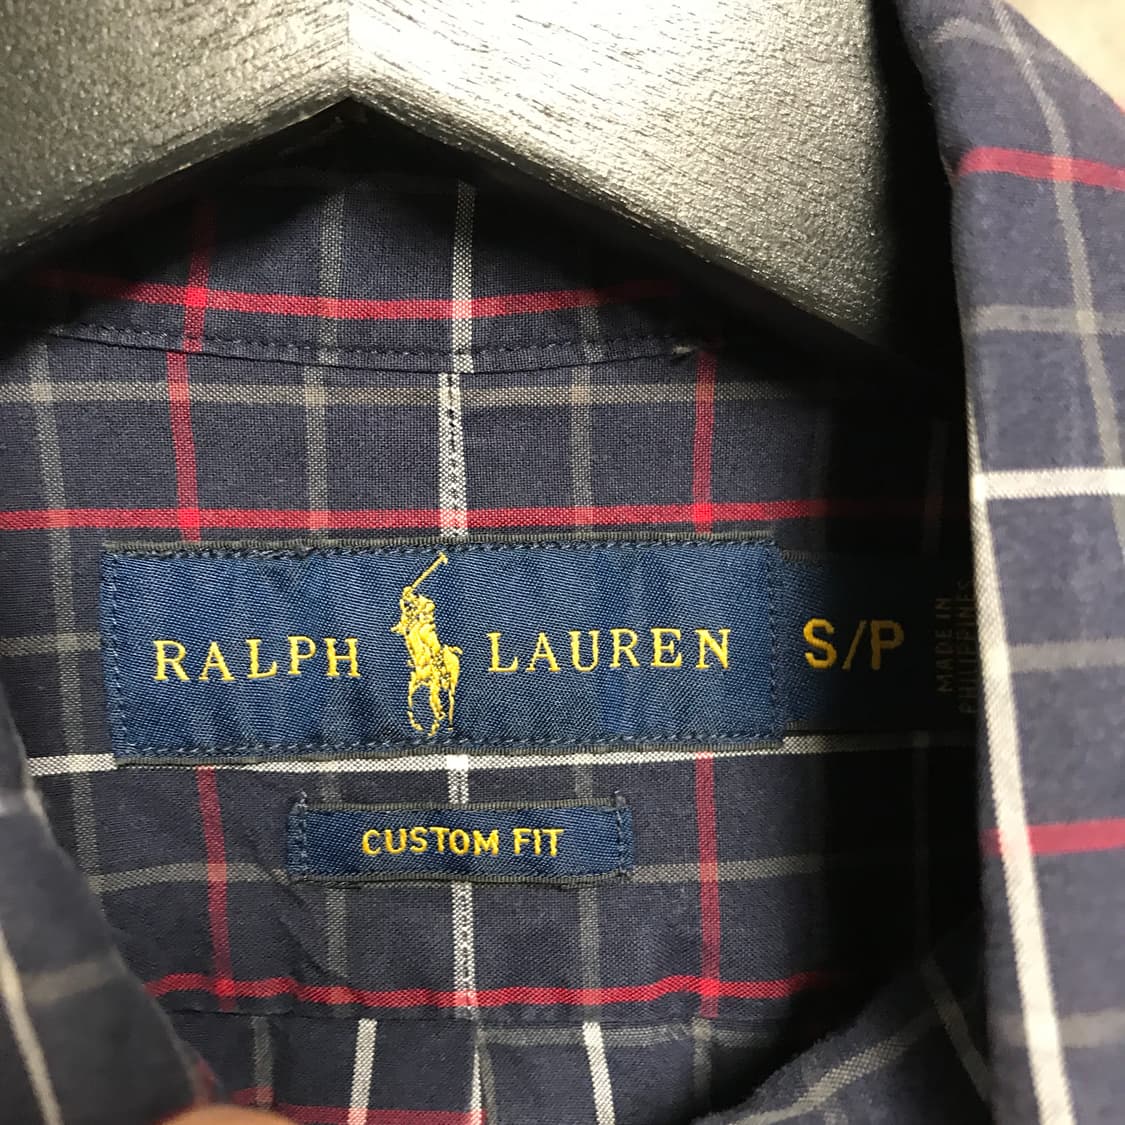 RALPH LAUREN
S/P
MADE IN
PHILIPPINES
CUSTOM FIT